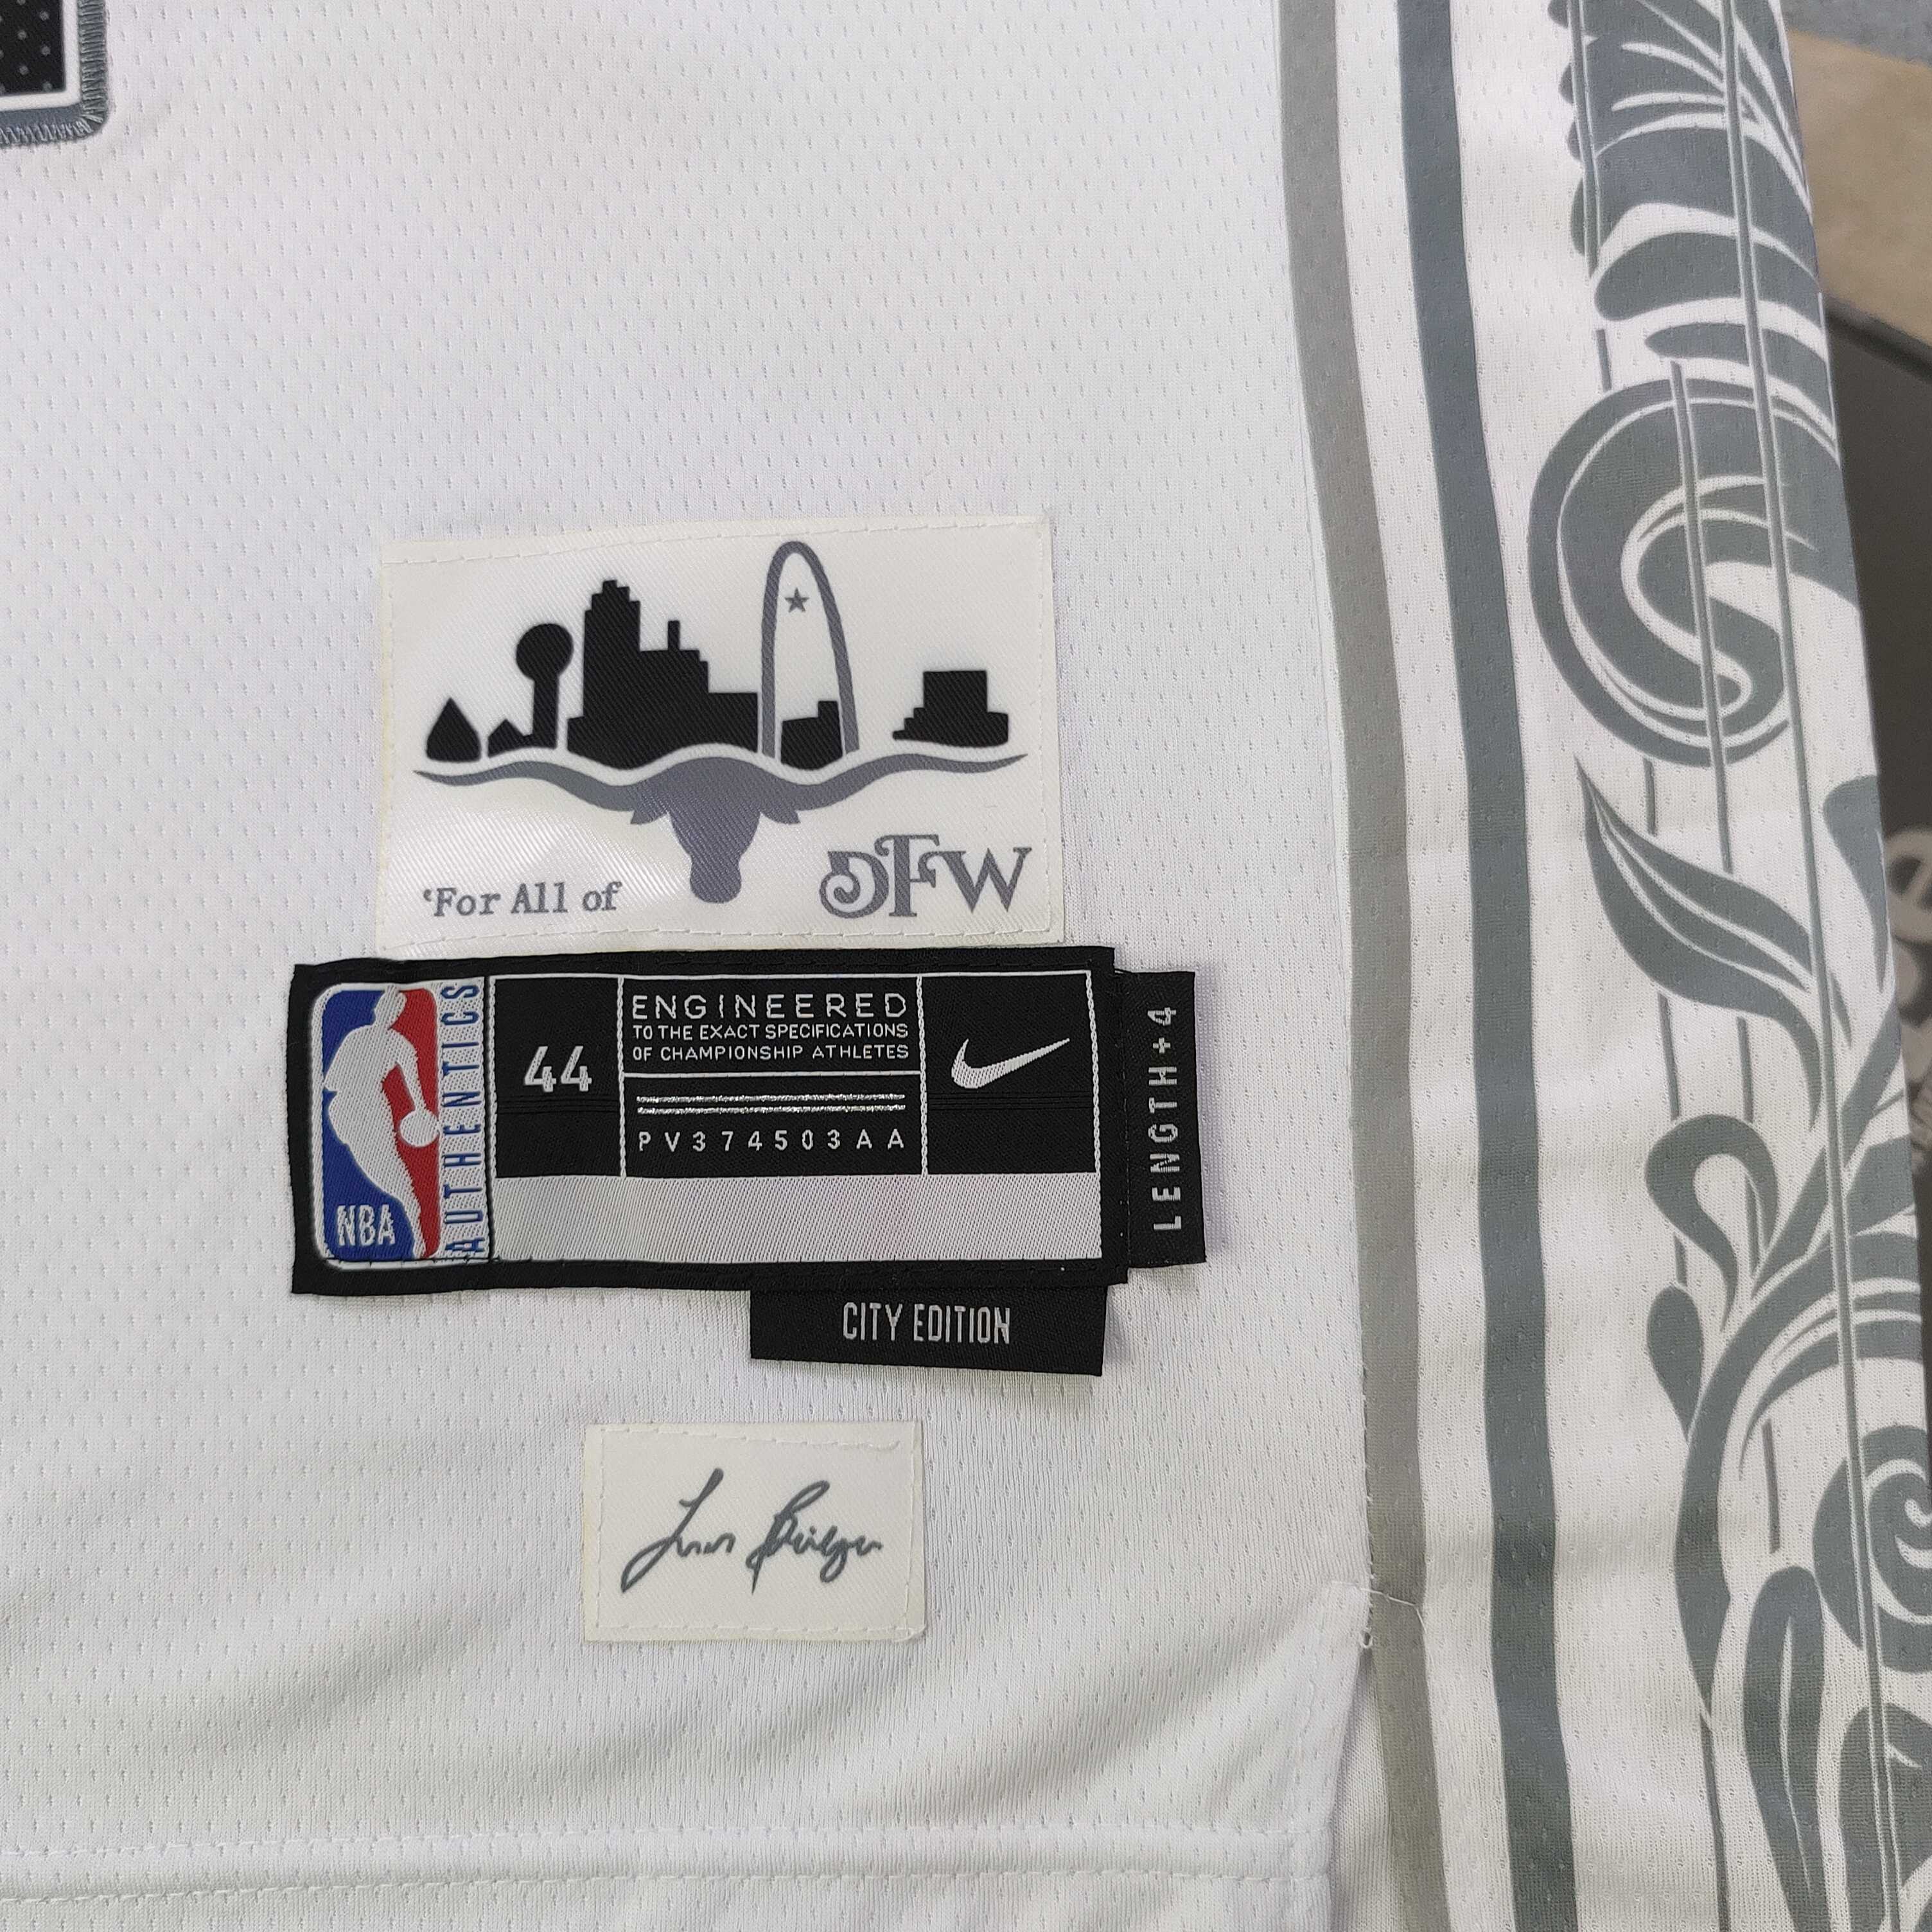 ‘For All of
DFW
NBA
AUTHENTICS
44
ENGINEERED
TO THE EXACT SPECIFICATIONS
OF CHAMPIONSHIP ATHLETES
PV374503AA
LENGTH+4
CITY EDITION